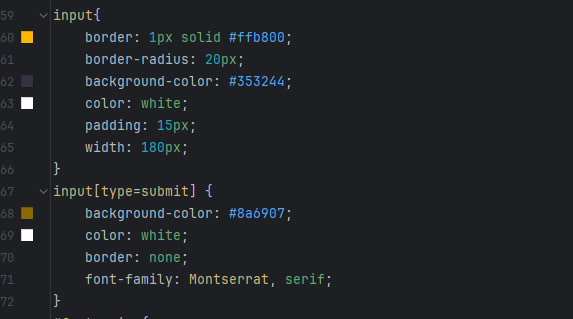 59 input{
60 border: 1px solid #ffb800;
61 border-radius: 20px;
62 background-color: #353244;
63 color: white;
64 padding: 15px;
65 width: 180px;
66 }
67 input[type=submit] {
68 background-color: #8a6907;
69 color: white;
70 border: none;
71 font-family: Montserrat, serif;
72 }